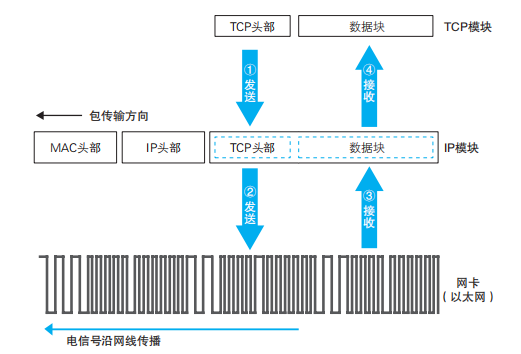 TCP头部 数据块 TCP模块
①发送 ④接收
包传输方向
MAC头部 IP头部 TCP头部 数据块 IP模块
②发送 ③接收
网卡
（以太网）
电信号沿网线传播